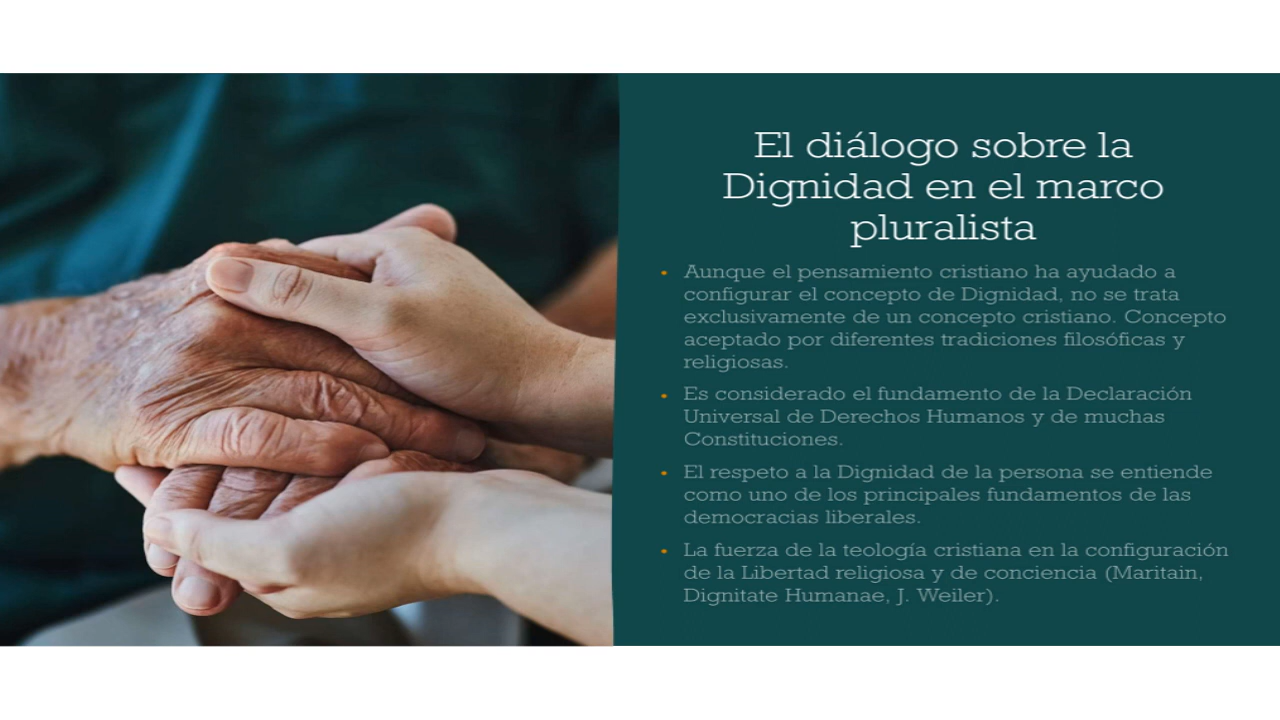 El diálogo sobre la
Dignidad en el marco
pluralista
• Aunque el pensamiento cristiano ha ayudado a
configurar el concepto de Dignidad, no se trata
exclusivamente de un concepto cristiano. Concepto
aceptado por diferentes tradiciones filosóficas y
religiosas.
• Es considerado el fundamento de la Declaración
Universal de Derechos Humanos y de muchas
Constituciones.
• El respeto a la Dignidad de la persona se entiende
como uno de los principales fundamentos de las
democracias liberales.
• La fuerza de la teología cristiana en la configuración
de la Libertad religiosa y de conciencia (Maritain,
Dignitate Humanae, J. Weiler).